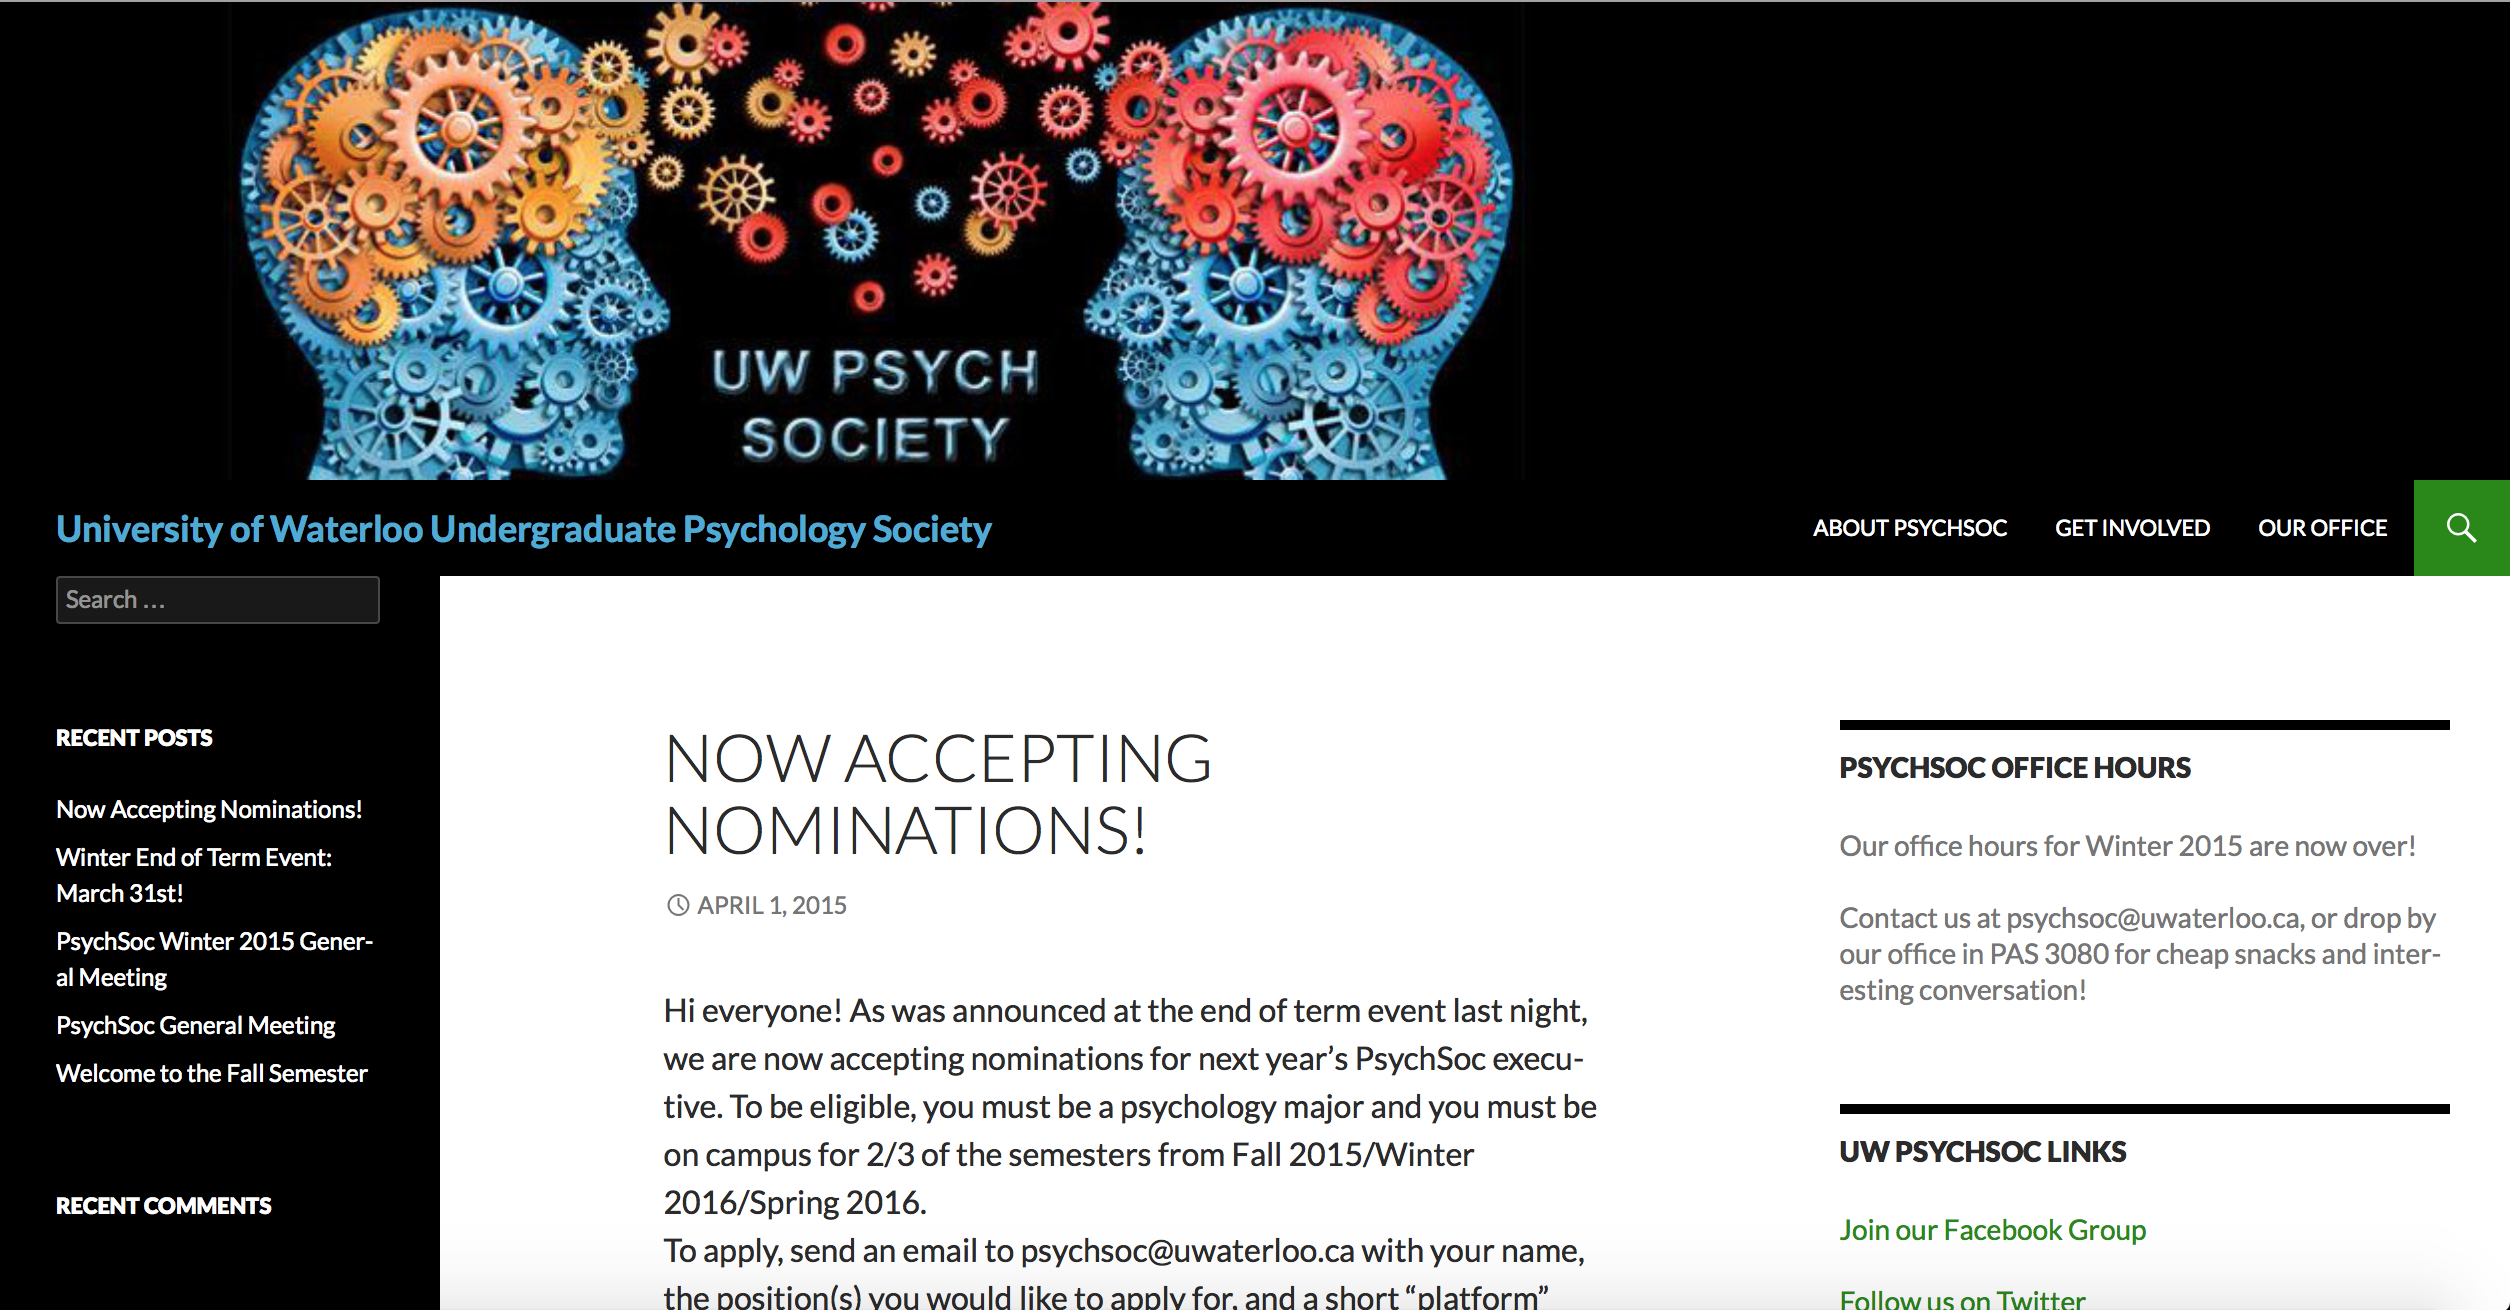 UW PSYCH
SOCIETY
University of Waterloo Undergraduate Psychology Society
ABOUT PSYCHSOC
GET INVOLVED
OUR OFFICE
Search …
RECENT POSTS
Now Accepting Nominations!
Winter End of Term Event:
March 31st!
PsychSoc Winter 2015 Gener-
al Meeting
PsychSoc General Meeting
Welcome to the Fall Semester
RECENT COMMENTS
NOW ACCEPTING
NOMINATIONS!
APRIL 1, 2015
Hi everyone! As was announced at the end of term event last night,
we are now accepting nominations for next year’s PsychSoc execu-
tive. To be eligible, you must be a psychology major and you must be
on campus for 2/3 of the semesters from Fall 2015/Winter
2016/Spring 2016.
To apply, send an email to psychsoc@uwaterloo.ca with your name,
the position(s) you would like to apply for, and a short “platform”
PSYCHSOC OFFICE HOURS
Our office hours for Winter 2015 are now over!
Contact us at psychsoc@uwaterloo.ca, or drop by
our office in PAS 3080 for cheap snacks and inter-
esting conversation!
UW PSYCHSOC LINKS
Join our Facebook Group
Follow us on Twitter